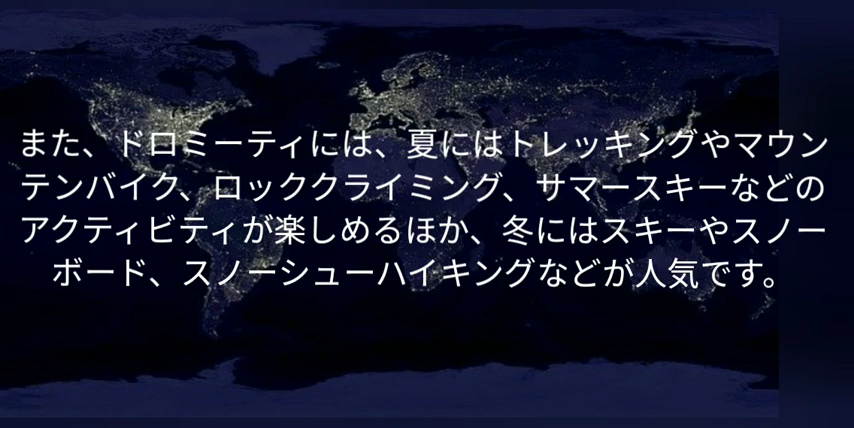 また、ドロミーティには、夏にはトレッキングやマウン
テンバイク、ロッククライミング、サマースキーなどの
アクティビティが楽しめるほか、冬にはスキーやスノー
ボード、スノーシューハイキングなどが人気です。